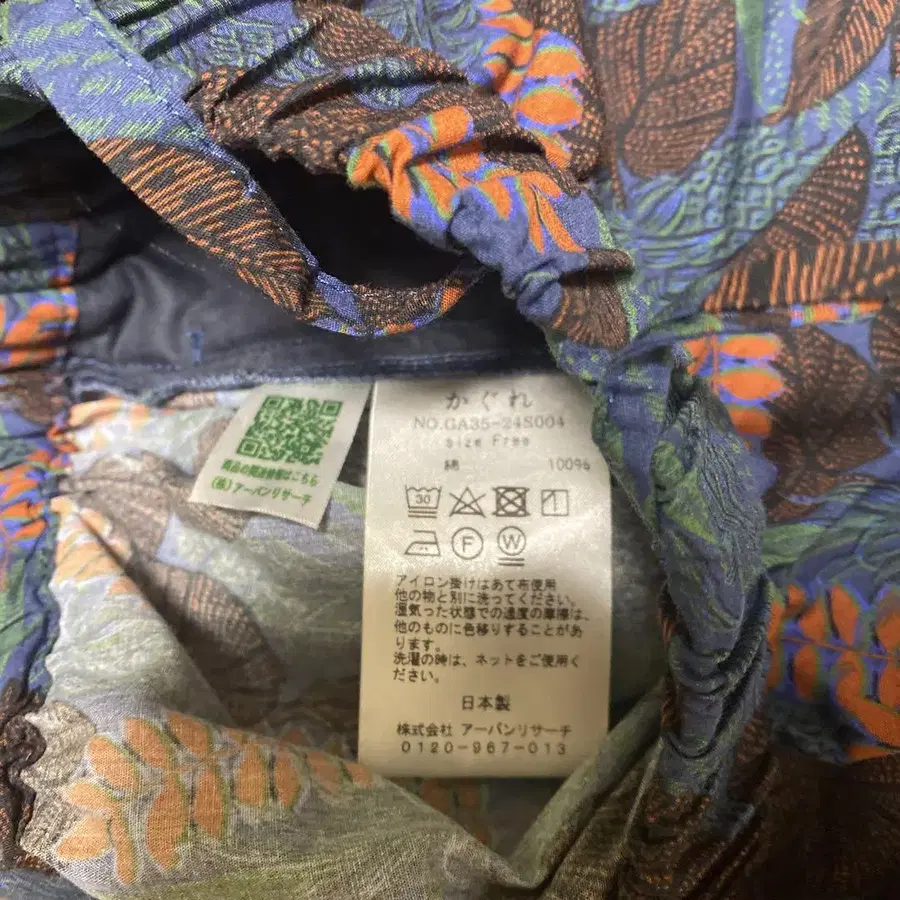 かぐれ
NO.GA35-24S004
Size Free
綿 100%
30
F
W
アイロン掛けはあて布使用
他の物と別に洗ってください。
湿気った状態での過度の摩擦は、
他のものに色移りすることがあ
ります。
洗濯の時は、ネットをご使用く
ださい。
日本製
株式会社 アーバンリサーチ
0120-967-013
商品の関連情報はこちら
(株)アーバンリサーチ